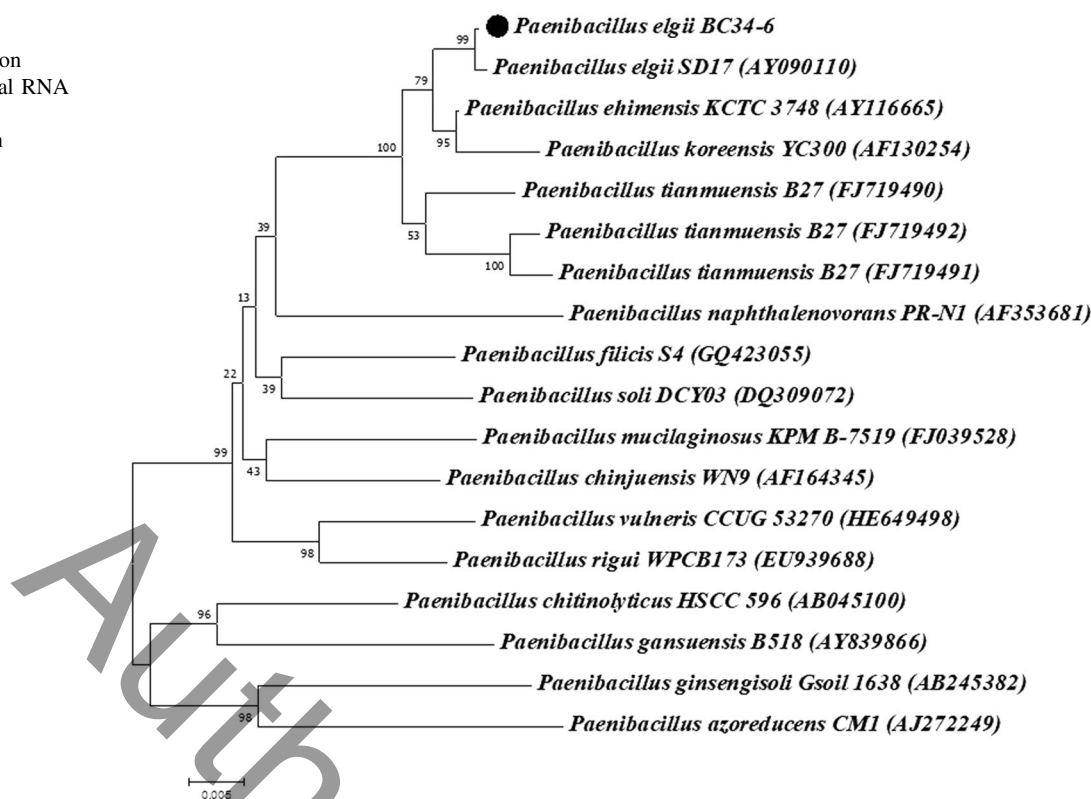 on
al RNA
n
99
● Paenibacillus elgii BC34-6
Paenibacillus elgii SD17 (AY090110)
79
Paenibacillus ehimensis KCTC 3748 (AY116665)
95
Paenibacillus koreensis YC300 (AF130254)
100
Paenibacillus tianmuensis B27 (FJ719490)
53
Paenibacillus tianmuensis B27 (FJ719492)
100
Paenibacillus tianmuensis B27 (FJ719491)
39
Paenibacillus naphthalenovorans PR-N1 (AF353681)
13
Paenibacillus filicis S4 (GQ423055)
39
Paenibacillus soli DCY03 (DQ309072)
22
Paenibacillus mucilaginosus KPM B-7519 (FJ039528)
43
Paenibacillus chinjuensis WN9 (AF164345)
99
Paenibacillus vulneris CCUG 53270 (HE649498)
98
Paenibacillus rigui WPCB173 (EU939688)
Paenibacillus chitinolyticus HSCC 596 (AB045100)
96
Paenibacillus gansuensis B518 (AY839866)
Paenibacillus ginsengisoli Gsoil 1638 (AB245382)
98
Paenibacillus azoreducens CM1 (AJ272249)
0.005
Auth